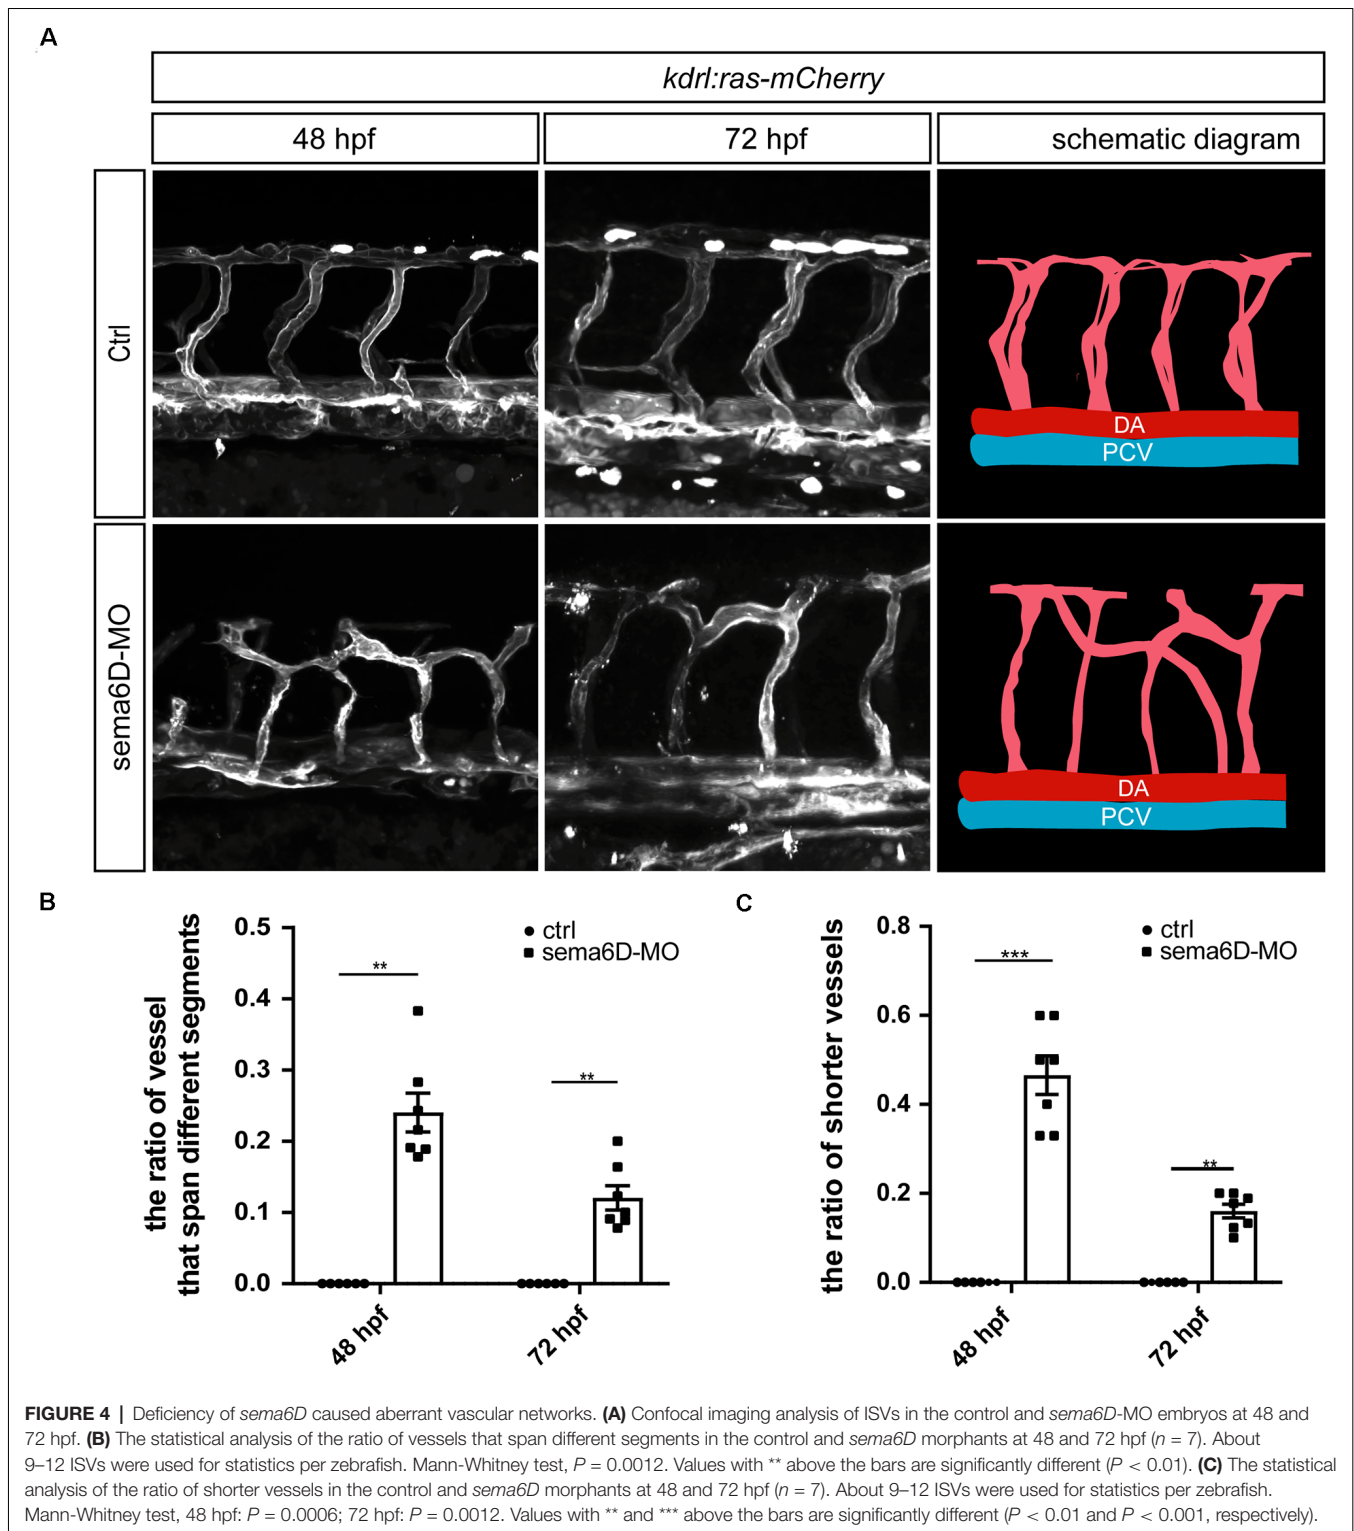 A
kdrl:ras-mCherry
48 hpf
72 hpf
schematic diagram
Ctrl
DA
PCV
sema6D-MO
DA
PCV
B
the ratio of vessel
that span different segments
0.5
0.4
0.3
0.2
0.1
0.0
**
**
ctrl
sema6D-MO
48 hpf
72 hpf
C
the ratio of shorter vessels
0.8
0.6
0.4
0.2
0.0
***
**
ctrl
sema6D-MO
48 hpf
72 hpf
FIGURE 4 | Deficiency of sema6D caused aberrant vascular networks. (A) Confocal imaging analysis of ISVs in the control and sema6D-MO embryos at 48 and
72 hpf. (B) The statistical analysis of the ratio of vessels that span different segments in the control and sema6D morphants at 48 and 72 hpf (n = 7). About
9–12 ISVs were used for statistics per zebrafish. Mann-Whitney test, P = 0.0012. Values with ** above the bars are significantly different (P < 0.01). (C) The statistical
analysis of the ratio of shorter vessels in the control and sema6D morphants at 48 and 72 hpf (n = 7). About 9–12 ISVs were used for statistics per zebrafish.
Mann-Whitney test, 48 hpf: P = 0.0006; 72 hpf: P = 0.0012. Values with ** and *** above the bars are significantly different (P < 0.01 and P < 0.001, respectively).